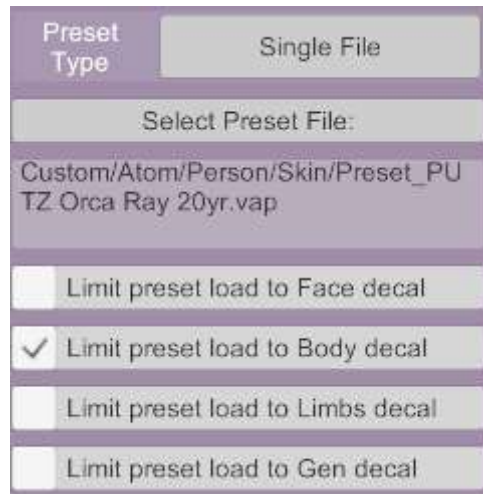 Preset
Type
Single File
Select Preset File:
Custom/Atom/Person/Skin/Preset_PU
TZ Orca Ray 20yr.vap
Limit preset load to Face decal
Limit preset load to Body decal
Limit preset load to Limbs decal
Limit preset load to Gen decal